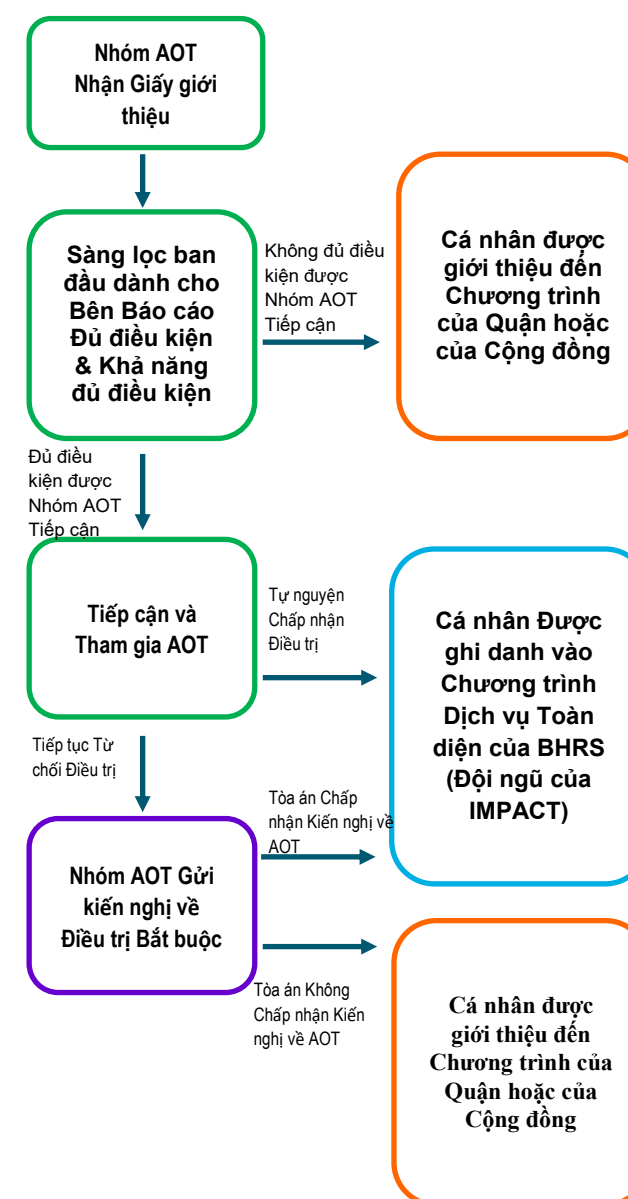 Nhóm AOT
Nhận Giấy giới
thiệu
Sàng lọc ban
đầu dành cho
Bên Báo cáo
Đủ điều kiện
& Khả năng
đủ điều kiện
Không đủ điều
kiện được
Nhóm AOT
Tiếp cận
Cá nhân được
giới thiệu đến
Chương trình
của Quận hoặc
của Cộng đồng
Đủ điều
kiện được
Nhóm AOT
Tiếp cận
Tiếp cận và
Tham gia AOT
Tự nguyện
Chấp nhận
Điều trị
Cá nhân Được
ghi danh vào
Chương trình
Dịch vụ Toàn
diện của BHRS
(Đội ngũ của
IMPACT)
Tiếp tục Từ
chối Điều trị
Nhóm AOT Gửi
kiến nghị về
Điều trị Bắt buộc
Tòa án Chấp
nhận Kiến nghị về
AOT
Tòa án Không
Chấp nhận Kiến
nghị về AOT
Cá nhân được
giới thiệu đến
Chương trình của
Quận hoặc của
Cộng đồng